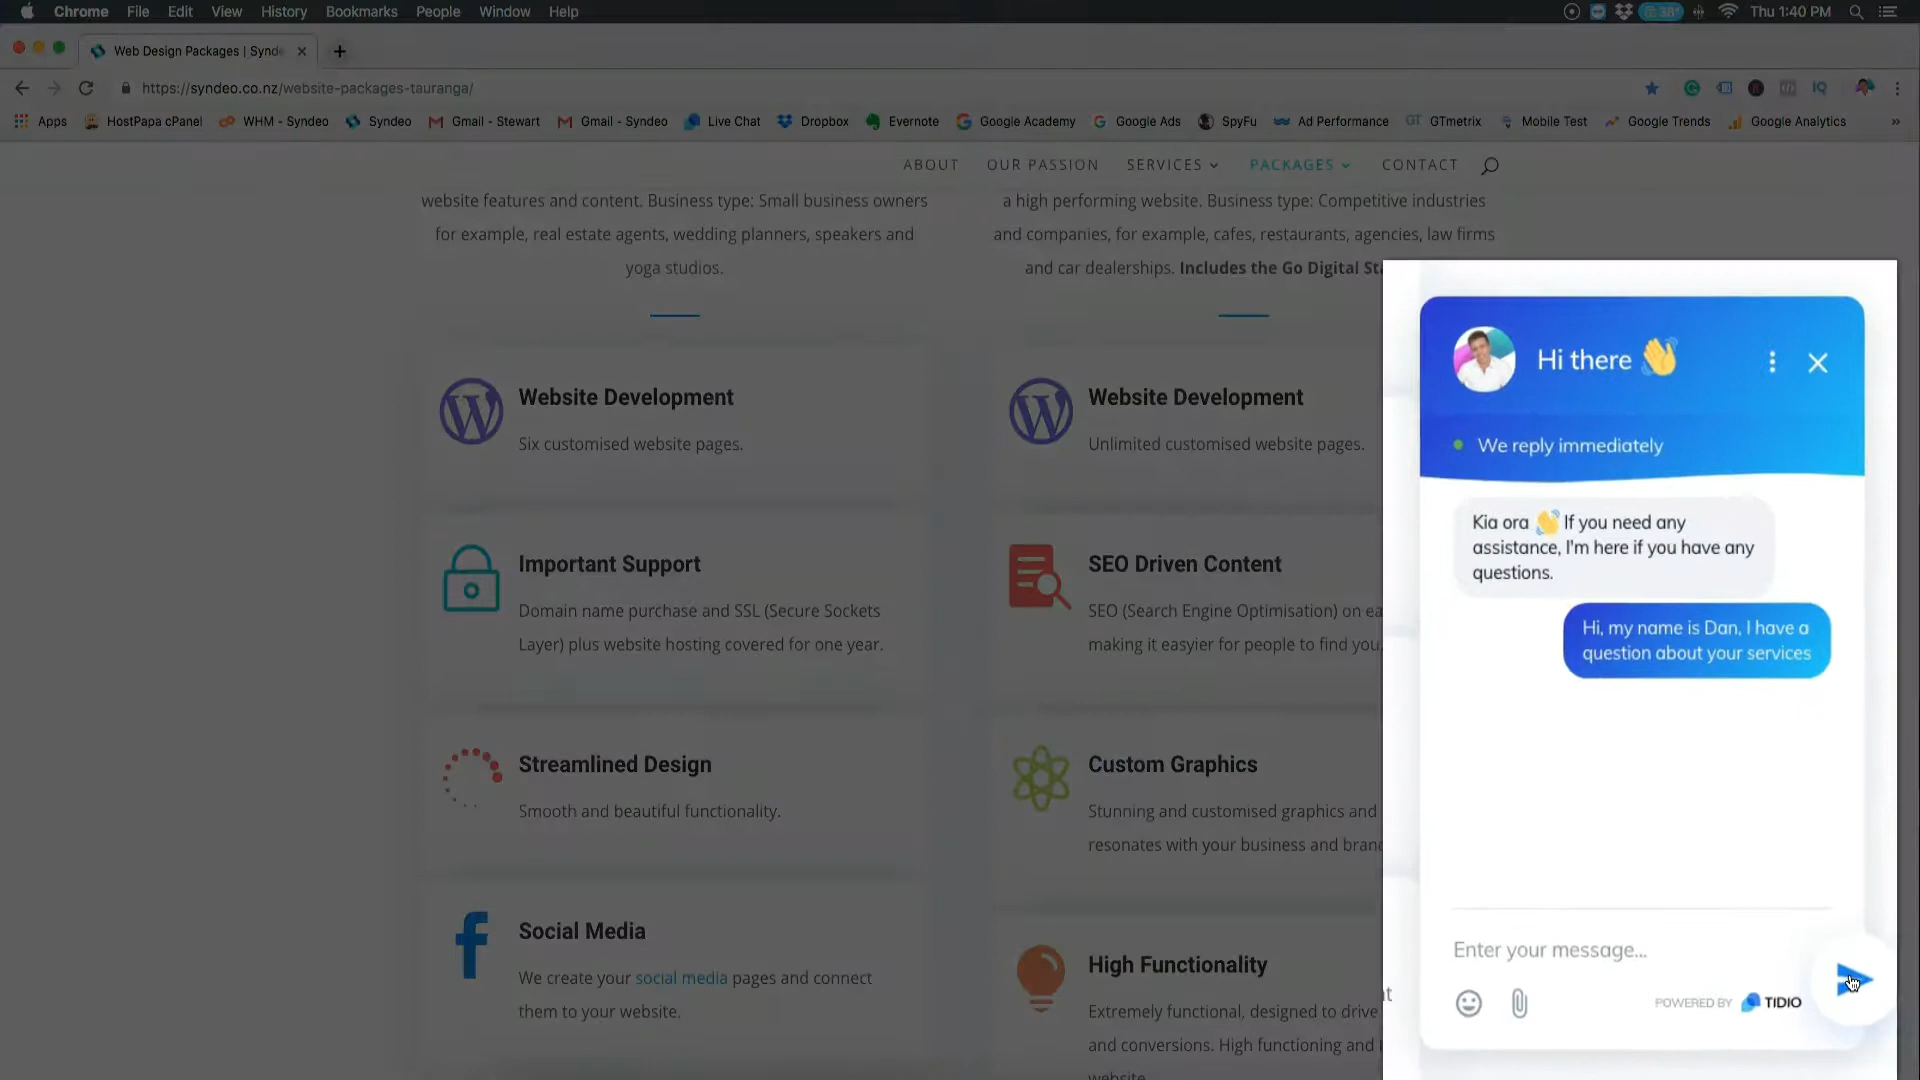 Chrome File Edit View History Bookmarks People Window Help
38° Thu 1:40 PM
Web Design Packages | Synde
https://syndeo.co.nz/website-packages-tauranga/
Apps HostPapa cPanel WHM - Syndeo Syndeo Gmail - Stewart Gmail - Syndeo Live Chat Dropbox Evernote Google Academy Google Ads SpyFu Ad Performance GTmetrix Mobile Test Google Trends Google Analytics »
ABOUT OUR PASSION SERVICES PACKAGES CONTACT
website features and content. Business type: Small business owners
for example, real estate agents, wedding planners, speakers and
yoga studios.
a high performing website. Business type: Competitive industries
and companies, for example, cafes, restaurants, agencies, law firms
and car dealerships. Includes the Go Digital Sta
Website Development
Six customised website pages.
Important Support
Domain name purchase and SSL (Secure Sockets
Layer) plus website hosting covered for one year.
Streamlined Design
Smooth and beautiful functionality.
Social Media
We create your social media pages and connect
them to your website.
Website Development
Unlimited customised website pages.
SEO Driven Content
SEO (Search Engine Optimisation) on ea
making it easyier for people to find you.
Custom Graphics
Stunning and customised graphics and
resonates with your business and brand
High Functionality
Extremely functional, designed to drive
and conversions. High functioning and
website
Hi there 👋
We reply immediately
Kia ora 👋 If you need any
assistance, I'm here if you have any
questions.
Hi, my name is Dan, I have a
question about your services
Enter your message...
POWERED BY TIDIO